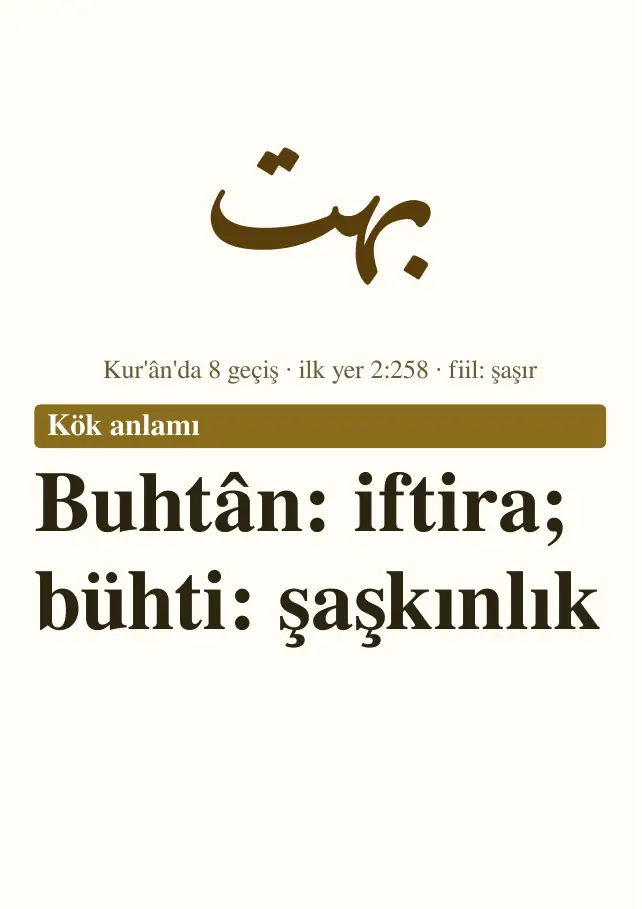 بهت
Kur'ân'da 8 geçiş · ilk yer 2:258 · fiil: şaşır
Kök anlamı
Buhtân: iftira;
bühti: şaşkınlık